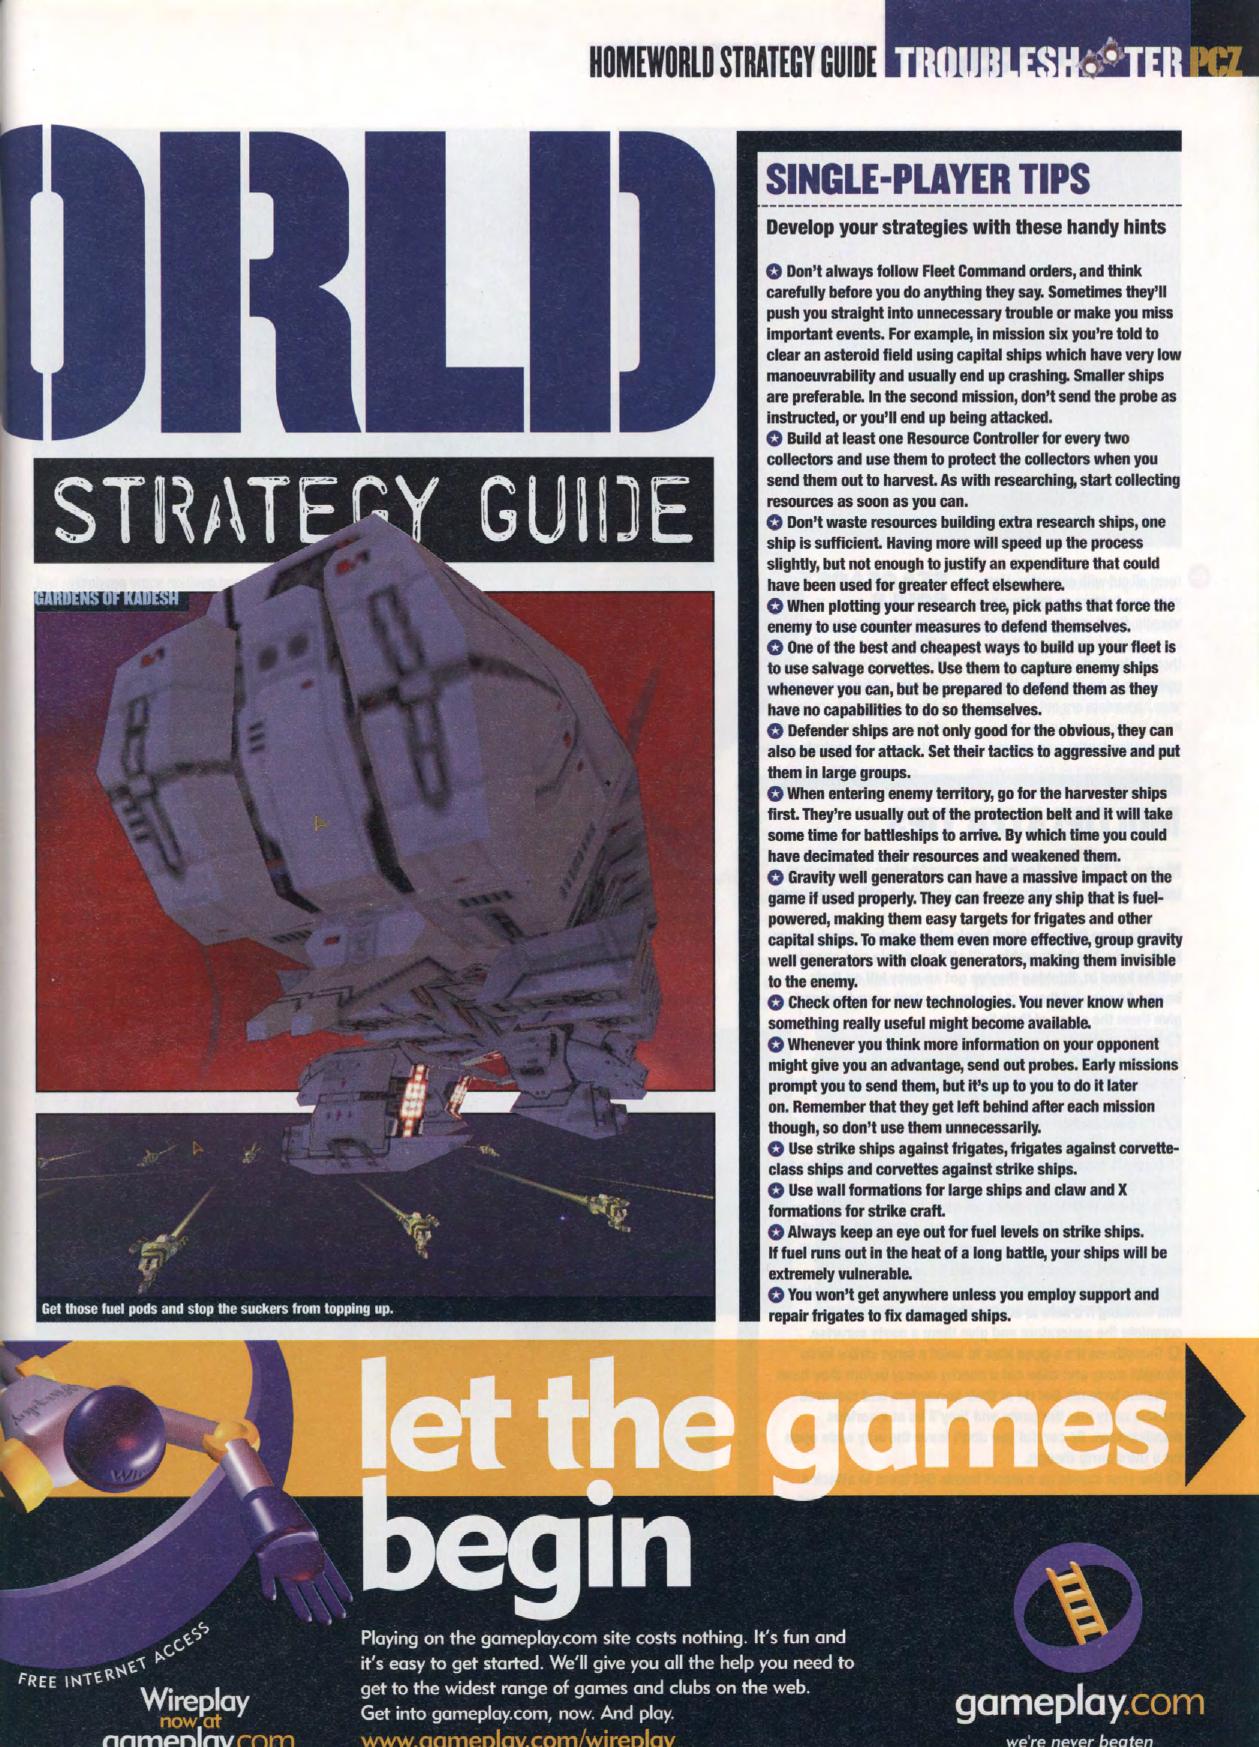 HOMEWORLD STRATEGY GUIDE TROUBLESHOOTER PCZ
ORLD
STRATEGY GUIDE
GARDENS OF KADESH
Get those fuel pods and stop the suckers from topping up.
SINGLE-PLAYER TIPS
Develop your strategies with these handy hints
Don't always follow Fleet Command orders, and think
carefully before you do anything they say. Sometimes they'll
push you straight into unnecessary trouble or make you miss
important events. For example, in mission six you're told to
clear an asteroid field using capital ships which have very low
manoeuvrability and usually end up crashing. Smaller ships
are preferable. In the second mission, don't send the probe as
instructed, or you'll end up being attacked.
Build at least one Resource Controller for every two
collectors and use them to protect the collectors when you
send them out to harvest. As with researching, start collecting
resources as soon as you can.
Don't waste resources building extra research ships, one
ship is sufficient. Having more will speed up the process
slightly, but not enough to justify an expenditure that could
have been used for greater effect elsewhere.
When plotting your research tree, pick paths that force the
enemy to use counter measures to defend themselves.
One of the best and cheapest ways to build up your fleet is
to use salvage corvettes. Use them to capture enemy ships
whenever you can, but be prepared to defend them as they
have no capabilities to do so themselves.
Defender ships are not only good for the obvious, they can
also be used for attack. Set their tactics to aggressive and put
them in large groups.
When entering enemy territory, go for the harvester ships
first. They're usually out of the protection belt and it will take
some time for battleships to arrive. By which time you could
have decimated their resources and weakened them.
Gravity well generators can have a massive impact on the
game if used properly. They can freeze any ship that is fuel-
powered, making them easy targets for frigates and other
capital ships. To make them even more effective, group gravity
well generators with cloak generators, making them invisible
to the enemy.
Check often for new technologies. You never know when
something really useful might become available.
Whenever you think more information on your opponent
might give you an advantage, send out probes. Early missions
prompt you to send them, but it's up to you to do it later
on. Remember that they get left behind after each mission
though, so don't use them unnecessarily.
Use strike ships against frigates, frigates against corvette-
class ships and corvettes against strike ships.
Use wall formations for large ships and claw and X
formations for strike craft.
Always keep an eye out for fuel levels on strike ships.
If fuel runs out in the heat of a long battle, your ships will be
extremely vulnerable.
You won't get anywhere unless you employ support and
repair frigates to fix damaged ships.
let the games
begin
Playing on the gameplay.com site costs nothing. It's fun and
it's easy to get started. We'll give you all the help you need to
get to the widest range of games and clubs on the web.
Get into gameplay.com, now. And play.
www.gameplay.com/wireplay
FREE INTERNET ACCESS
Wireplay
now at
gameplay.com
gameplay.com
we're never beaten